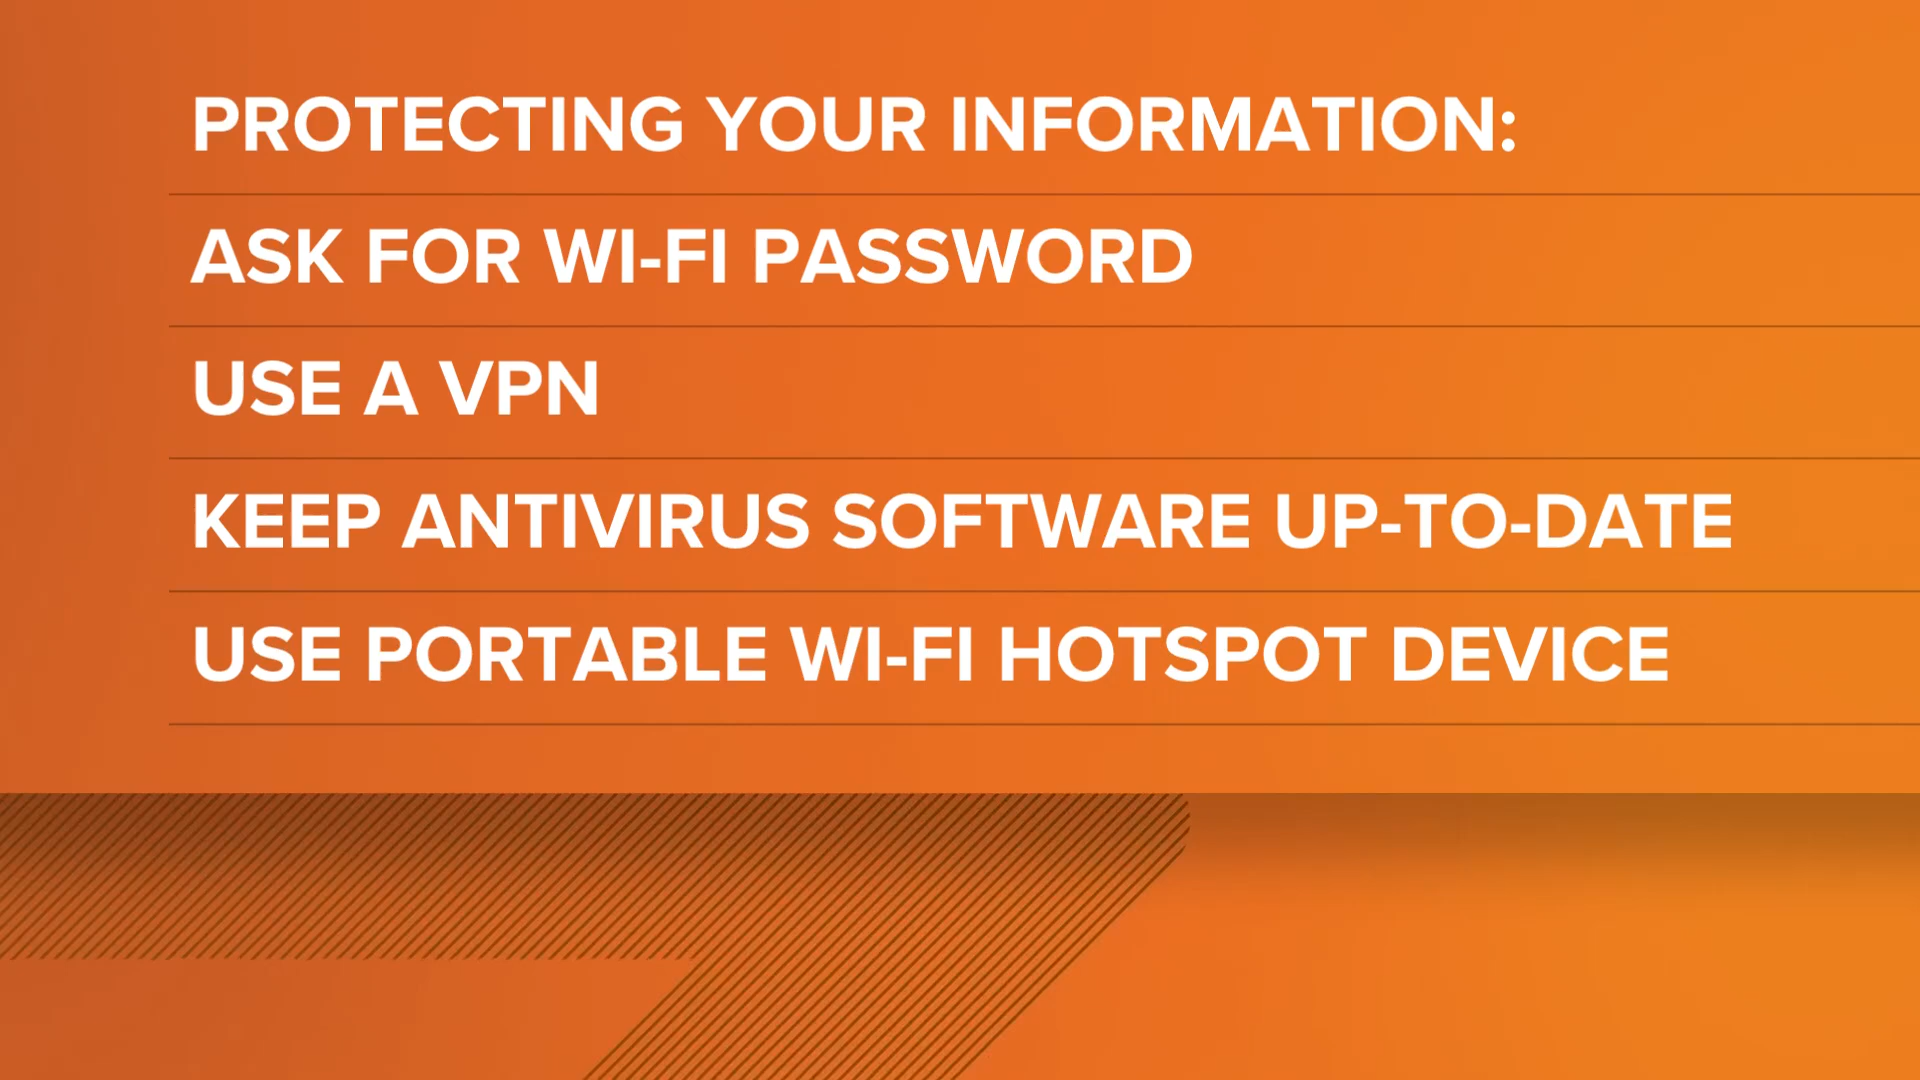 PROTECTING YOUR INFORMATION:
ASK FOR WI-FI PASSWORD
USE A VPN
KEEP ANTIVIRUS SOFTWARE UP-TO-DATE
USE PORTABLE WI-FI HOTSPOT DEVICE